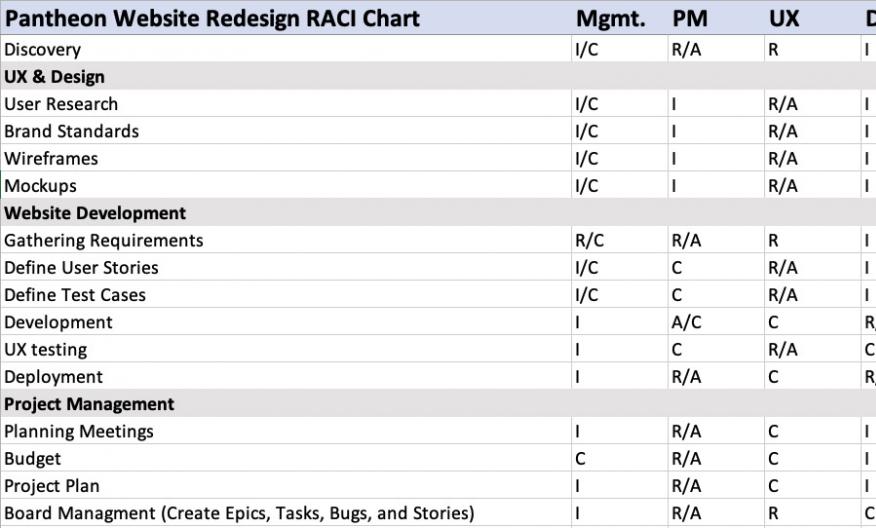 Pantheon Website Redesign RACI Chart Mgmt. PM UX
Discovery I/C R/A R I
UX & Design
User Research I/C I R/A I
Brand Standards I/C I R/A I
Wireframes I/C I R/A I
Mockups I/C I R/A I
Website Development
Gathering Requirements R/C R/A R I
Define User Stories I/C C R/A I
Define Test Cases I/C C R/A I
Development I A/C C R/
UX testing I C R/A C
Deployment I R/A C R/
Project Management
Planning Meetings I R/A C I
Budget C R/A C I
Project Plan I R/A C I
Board Managment (Create Epics, Tasks, Bugs, and Stories) I R/A R C